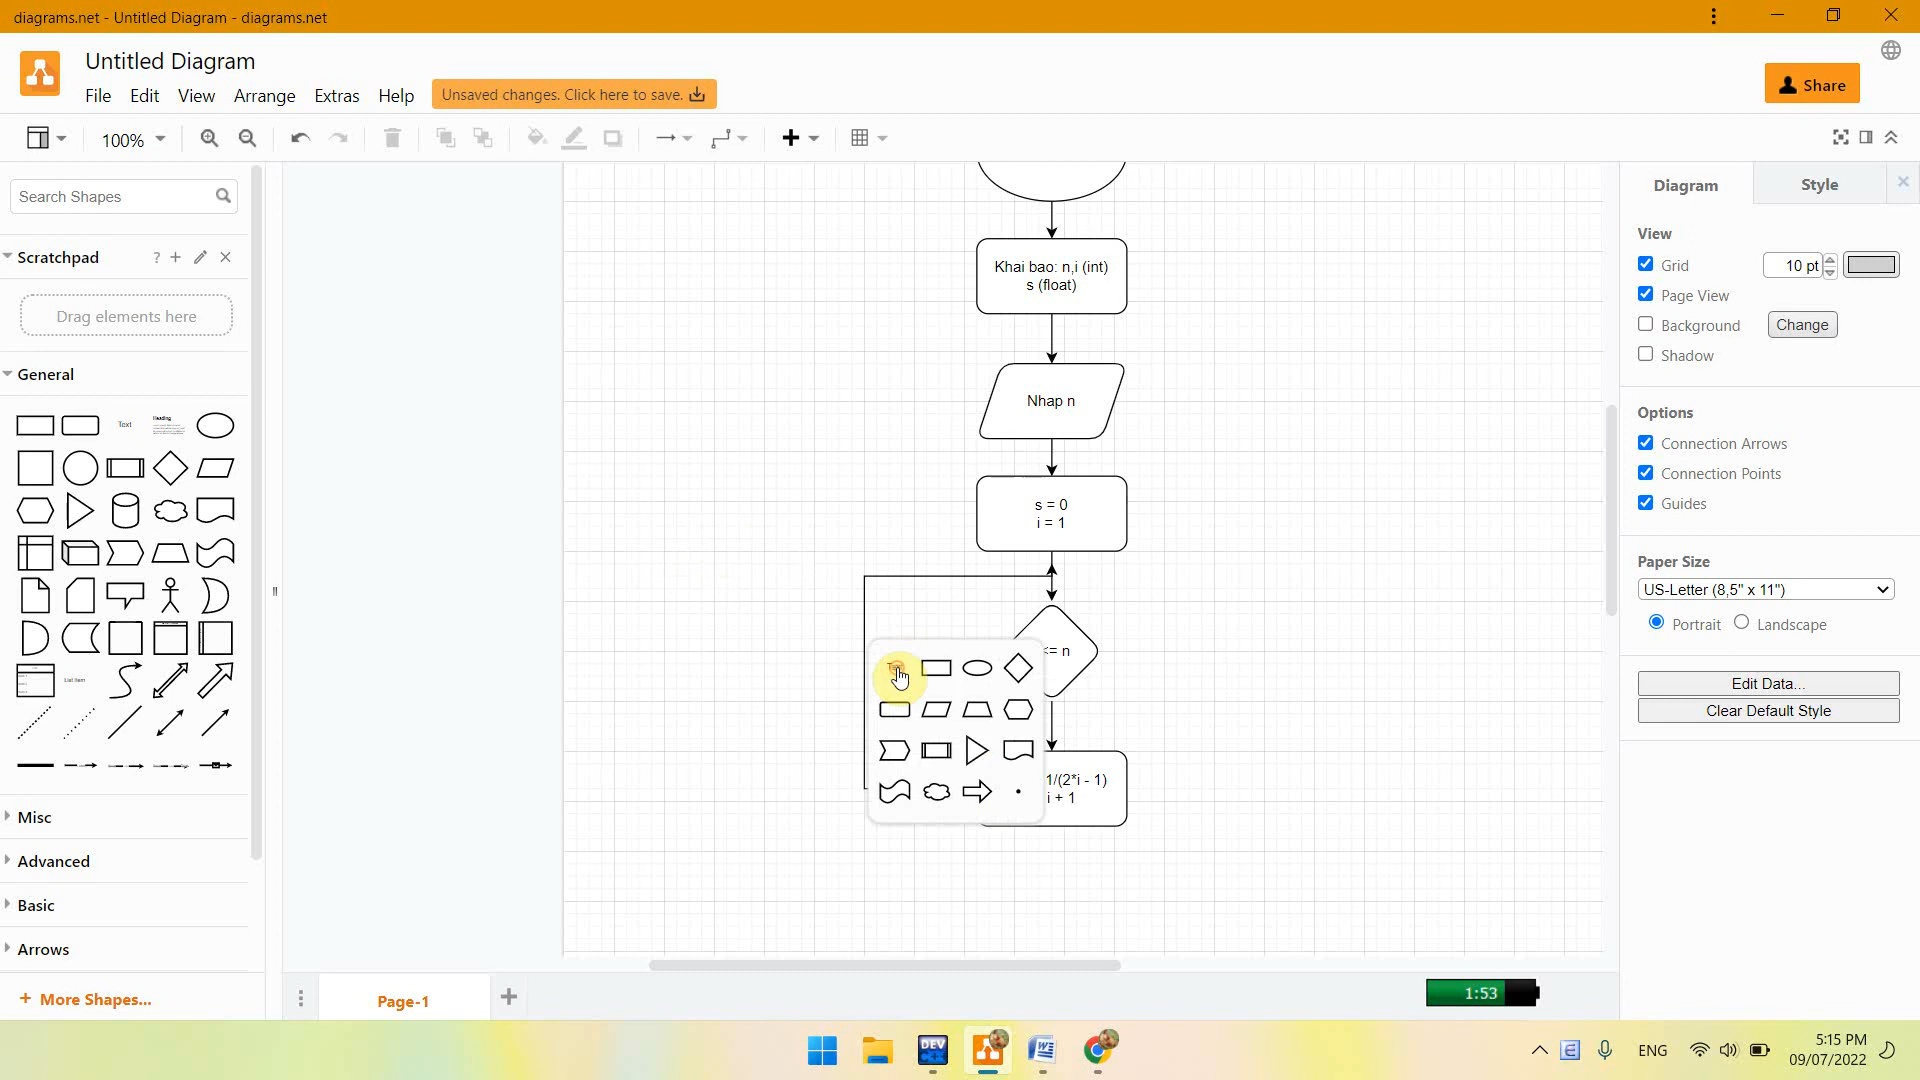 diagrams.net - Untitled Diagram - diagrams.net
Untitled Diagram
File Edit View Arrange Extras Help Unsaved changes. Click here to save.
Share
100%
Search Shapes
Scratchpad
?
Drag elements here
General
Text
Heading
List Item
Misc
Advanced
Basic
Arrows
+ More Shapes...
Khai bao: n,i (int)
s (float)
Nhap n
s = 0
i = 1
<= n
1/(2*i - 1)
i + 1
Page-1
1:53
Diagram
Style
View
Grid
10 pt
Page View
Background
Change
Shadow
Options
Connection Arrows
Connection Points
Guides
Paper Size
US-Letter (8,5" x 11")
Portrait
Landscape
Edit Data...
Clear Default Style
DEV
ENG
5:15 PM
09/07/2022